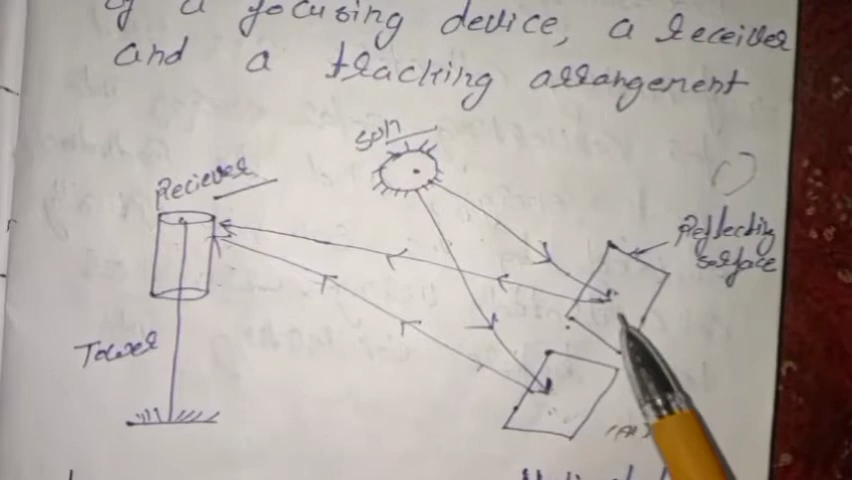 of a focusing device, a receiver
and a tracking arrangement
sun
Reciever
Reflecting
surface
Tower